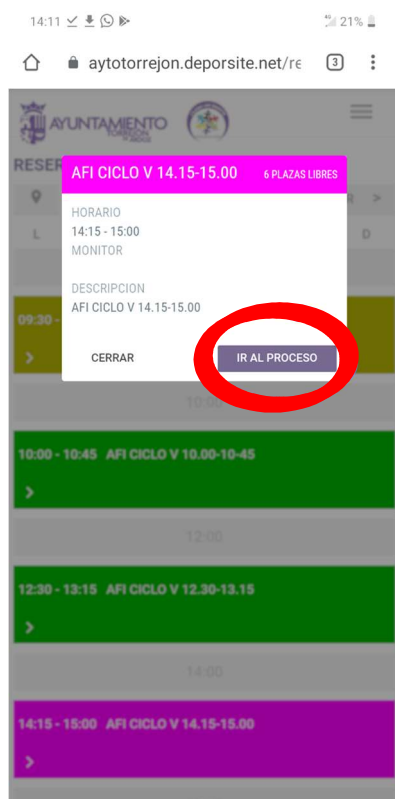 14:11
4G 21%
aytotorrejon.deporsite.net/re
3
AYUNTAMIENTO
TORREJÓN
RESER
AFI CICLO V 14.15-15.00 6 PLAZAS LIBRES
R >
HORARIO
L 14:15 - 15:00 D
MONITOR
DESCRIPCION
AFI CICLO V 14.15-15.00
09:30 -
CERRAR IR AL PROCESO
10:00
10:00 - 10:45 AFI CICLO V 10.00-10-45
12:00
12:30 - 13:15 AFI CICLO V 12.30-13.15
14:00
14:15 - 15:00 AFI CICLO V 14.15-15.00